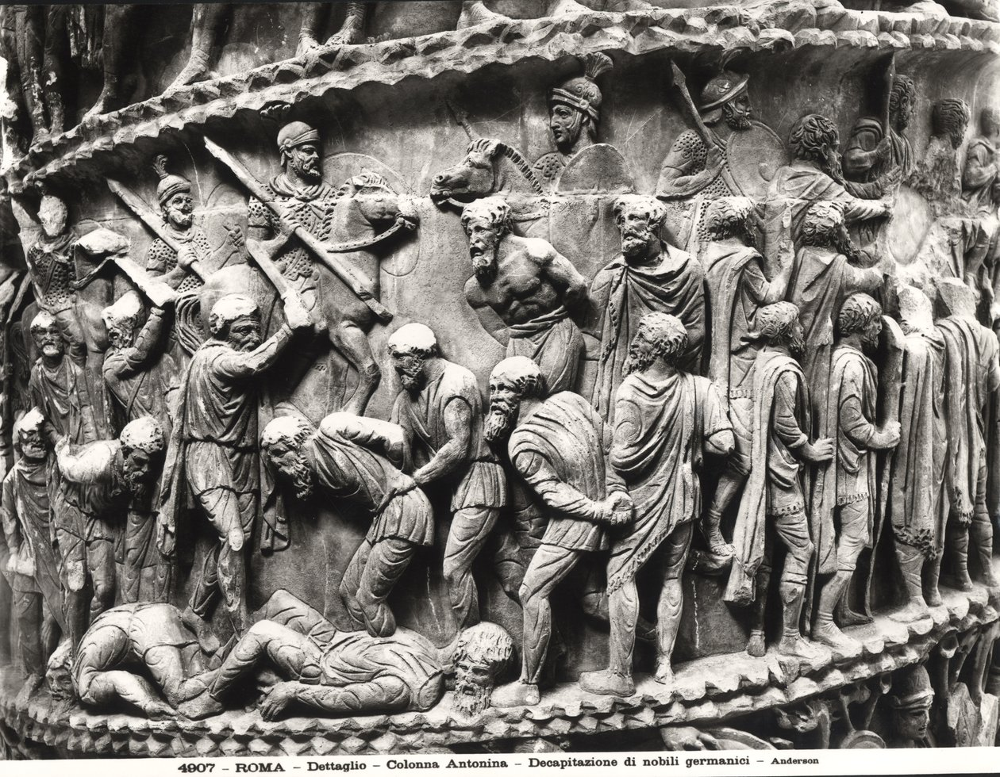 4907 – ROMA – Dettaglio – Colonna Antonina – Decapitazione di nobili germanici – Anderson